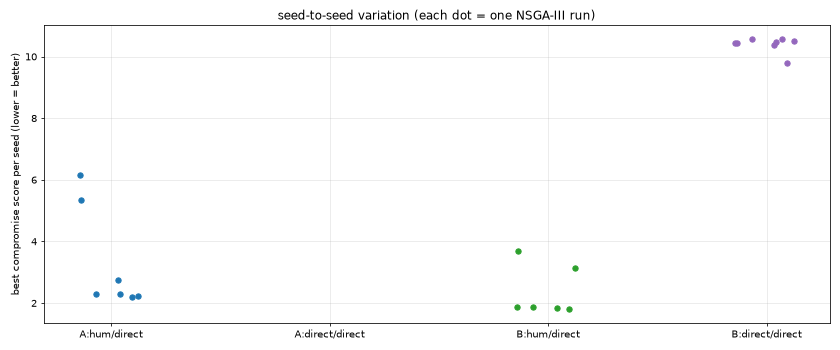 seed-to-seed variation (each dot = one NSGA-III run)
best compromise score per seed (lower = better)
10
8
6
4
2
A:hum/direct
A:direct/direct
B:hum/direct
B:direct/direct